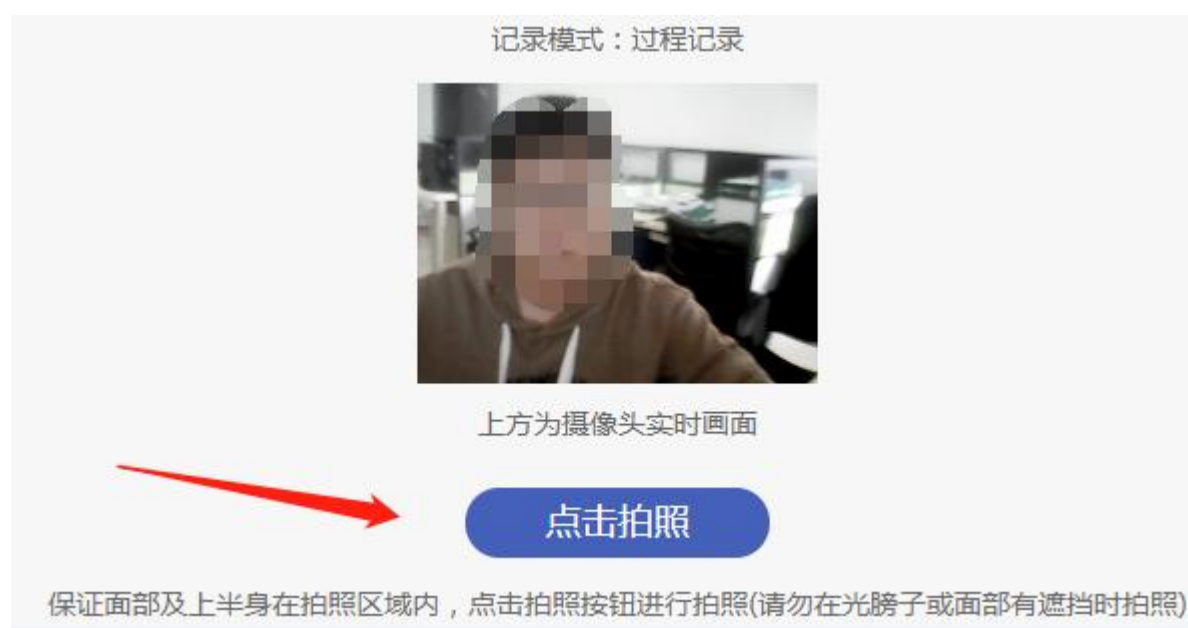 记录模式：过程记录
上方为摄像头实时画面
点击拍照
保证面部及上半身在拍照区域内，点击拍照按钮进行拍照(请勿在光膀子或面部有遮挡时拍照)